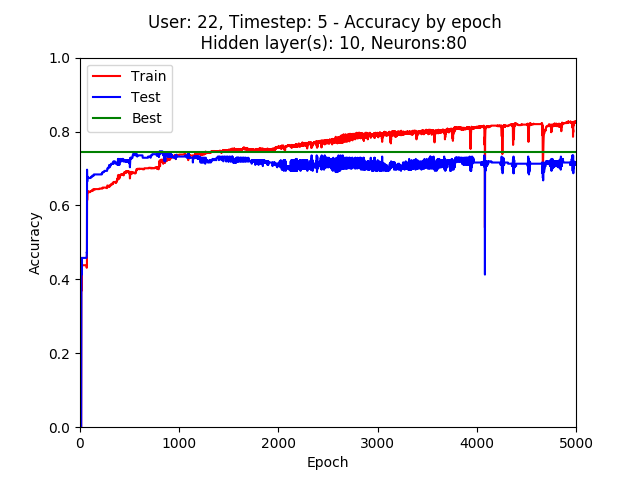 User: 22, Timestep: 5 - Accuracy by epoch
Hidden layer(s): 10, Neurons:80
1.0
0.8
0.6
0.4
0.2
0.0
Accuracy
Train
Test
Best
0 1000 2000 3000 4000 5000
Epoch